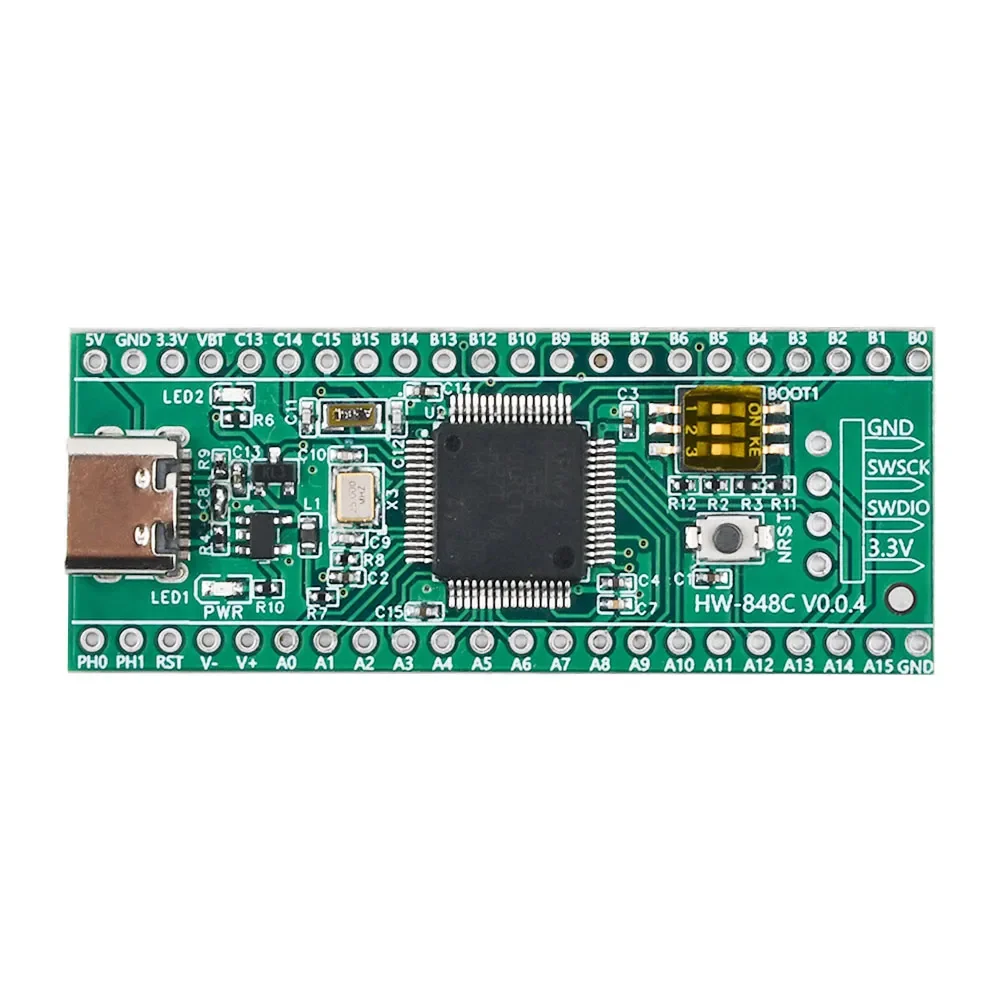 5V GND 3.3V VBT C13 C14 C15 B15 B14 B13 B12 B10 B9 B8 B7 B6 B5 B4 B3 B2 B1 B0
LED2
R6
C11
C14
C3
BOOT1
ON KE
1 2 3
GND
SWSCK
SWDIO
3.3V
R9
C13
C10
C12
C8
L1
X3
R4
C9
R8
C2
R12 R2 R3 R11
NRST
LED1
PWR
R10
R7
C15
C4
C7
C1
HW-848C V0.0.4
PH0 PH1 RST V- V+ A0 A1 A2 A3 A4 A5 A6 A7 A8 A9 A10 A11 A12 A13 A14 A15 GND